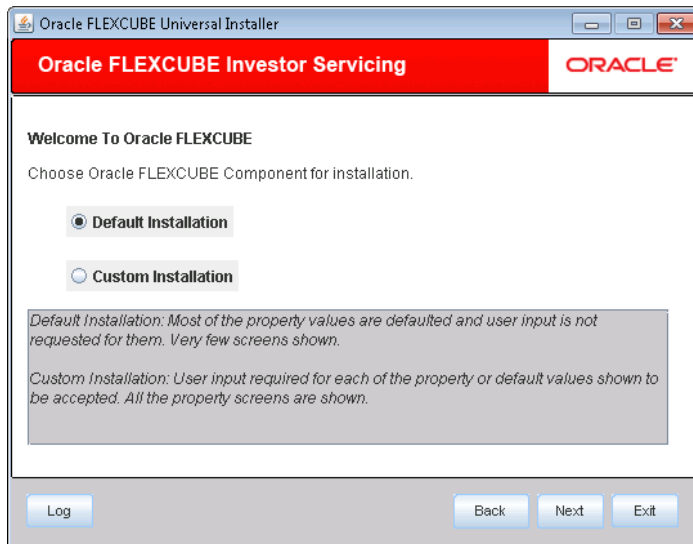 Oracle FLEXCUBE Universal Installer
Oracle FLEXCUBE Investor Servicing
ORACLE
Welcome To Oracle FLEXCUBE
Choose Oracle FLEXCUBE Component for installation.
Default Installation
Custom Installation
Default Installation: Most of the property values are defaulted and user input is not
requested for them. Very few screens shown.
Custom Installation: User input required for each of the property or default values shown to
be accepted. All the property screens are shown.
Log
Back
Next
Exit